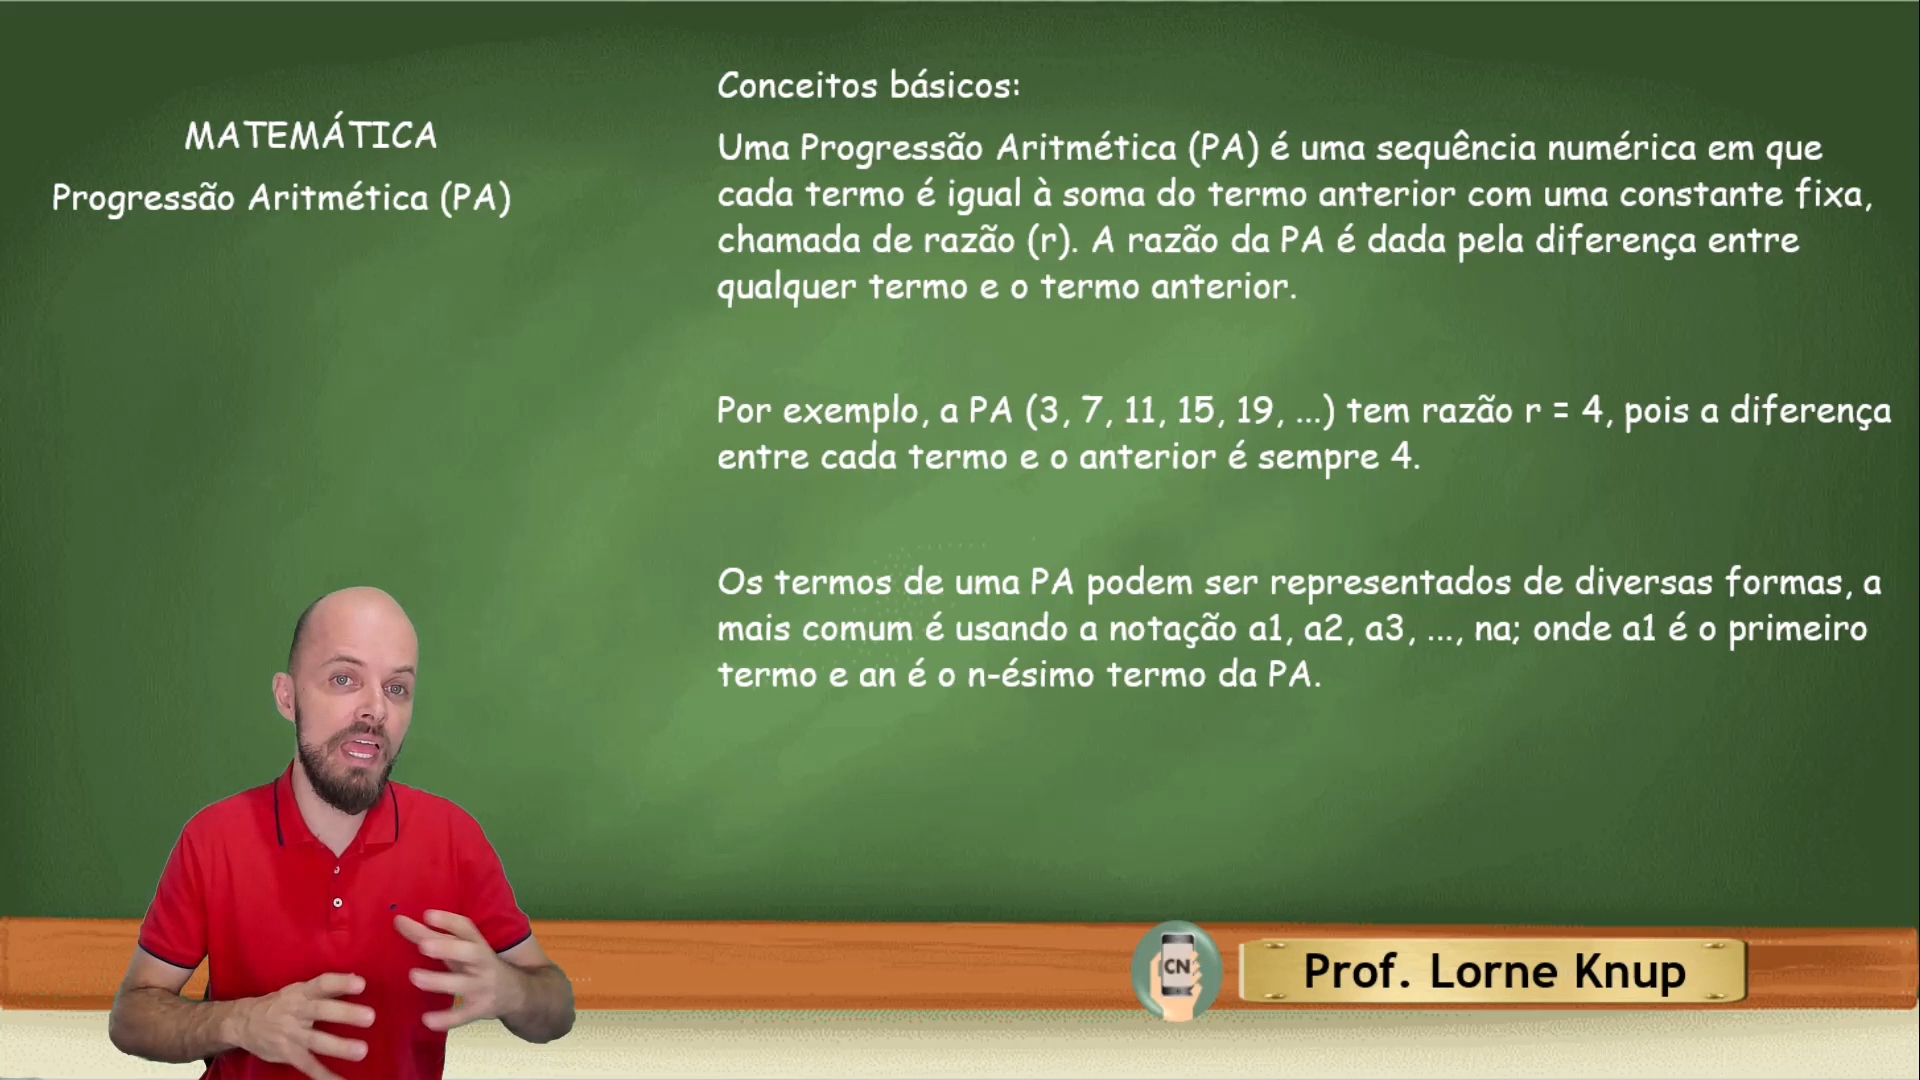 MATEMÁTICA
Progressão Aritmética (PA)
Conceitos básicos:
Uma Progressão Aritmética (PA) é uma sequência numérica em que
cada termo é igual à soma do termo anterior com uma constante fixa,
chamada de razão (r). A razão da PA é dada pela diferença entre
qualquer termo e o termo anterior.
Por exemplo, a PA (3, 7, 11, 15, 19, ...) tem razão r = 4, pois a diferença
entre cada termo e o anterior é sempre 4.
Os termos de uma PA podem ser representados de diversas formas, a
mais comum é usando a notação a1, a2, a3, ..., na; onde a1 é o primeiro
termo e an é o n-ésimo termo da PA.
CN
Prof. Lorne Knup